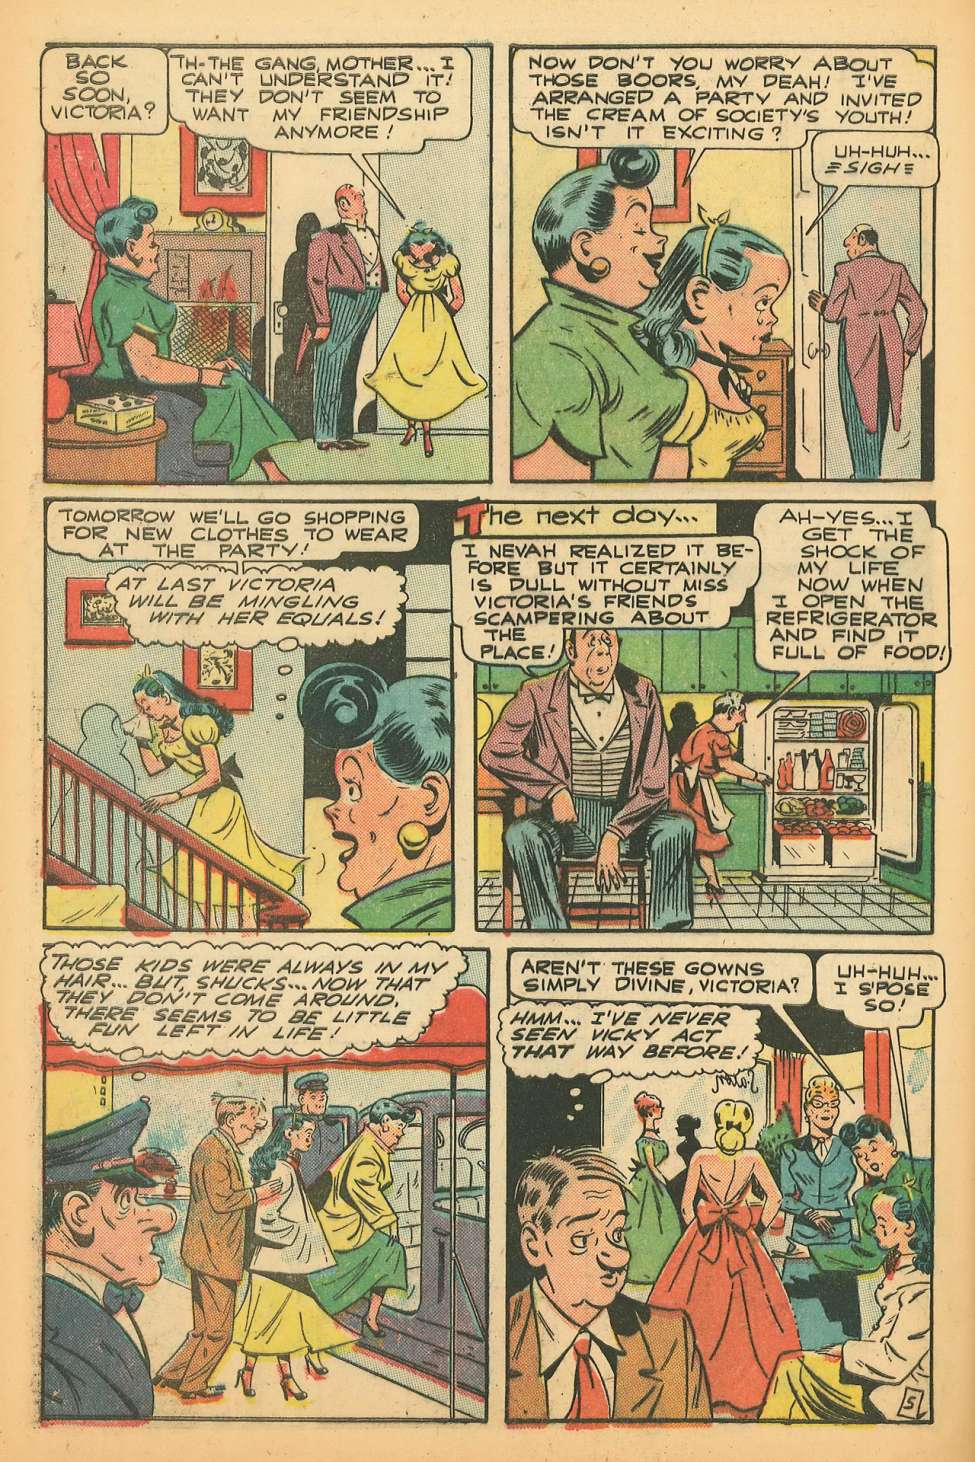 BACK
SO
SOON,
VICTORIA?
TH-THE GANG, MOTHER... I
CAN'T UNDERSTAND IT!
THEY DON'T SEEM TO
WANT MY FRIENDSHIP
ANYMORE!
NOW DON'T YOU WORRY ABOUT
THOSE BOORS, MY DEAH! I'VE
ARRANGED A PARTY AND INVITED
THE CREAM OF SOCIETY'S YOUTH!
ISN'T IT EXCITING?
UH-HUH...
SIGH
TOMORROW WE'LL GO SHOPPING
FOR NEW CLOTHES TO WEAR
AT THE PARTY!
AT LAST VICTORIA
WILL BE MINGLING
WITH HER EQUALS!
The next day...
I NEVAH REALIZED IT BE-
FORE BUT IT CERTAINLY
IS DULL WITHOUT MISS
VICTORIA'S FRIENDS
SCAMPERING ABOUT
THE
PLACE!
AH-YES... I
GET THE
SHOCK OF
MY LIFE
NOW WHEN
I OPEN THE
REFRIGERATOR
AND FIND IT
FULL OF FOOD!
THOSE KIDS WERE ALWAYS IN MY
HAIR... BUT, SHUCKS... NOW THAT
THEY DON'T COME AROUND,
THERE SEEMS TO BE LITTLE
FUN LEFT IN LIFE!
AREN'T THESE GOWNS
SIMPLY DIVINE, VICTORIA?
UH-HUH...
I S'POSE
SO!
HMM... I'VE NEVER
SEEN VICKY ACT
THAT WAY BEFORE!
Salon
5